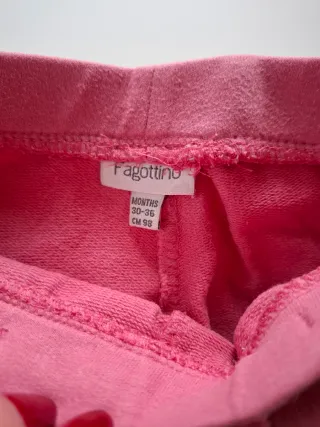 Fagottino
MONTHS
30-36
CM 98